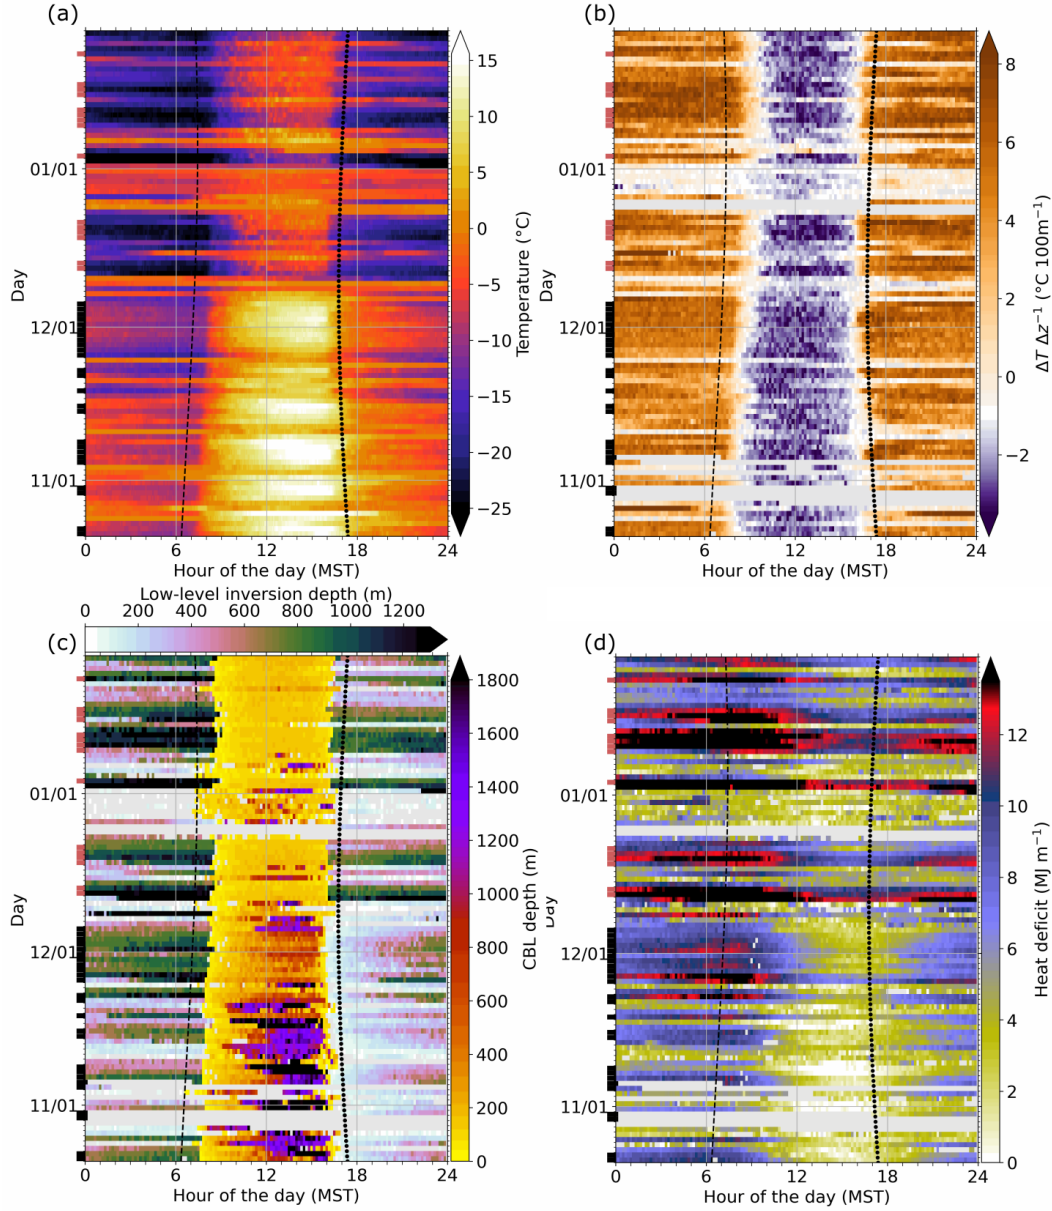 (a)
(b)
15
10
5
0
−5
−10
−15
−20
−25
Temperature (°C)
8
6
4
2
0
−2
ΔT Δz⁻¹ (°C 100m⁻¹)
01/01
12/01
11/01
Day
01/01
12/01
11/01
Day
0 6 12 18 24
0 6 12 18 24
Hour of the day (MST)
Hour of the day (MST)
Low-level inversion depth (m)
0 200 400 600 800 1000 1200
(c)
(d)
1800
1600
1400
1200
1000
800
600
400
200
0
CBL depth (m)
12
10
8
6
4
2
0
Heat deficit (MJ m⁻¹)
01/01
12/01
11/01
Day
01/01
12/01
11/01
0 6 12 18 24
0 6 12 18 24
Hour of the day (MST)
Hour of the day (MST)